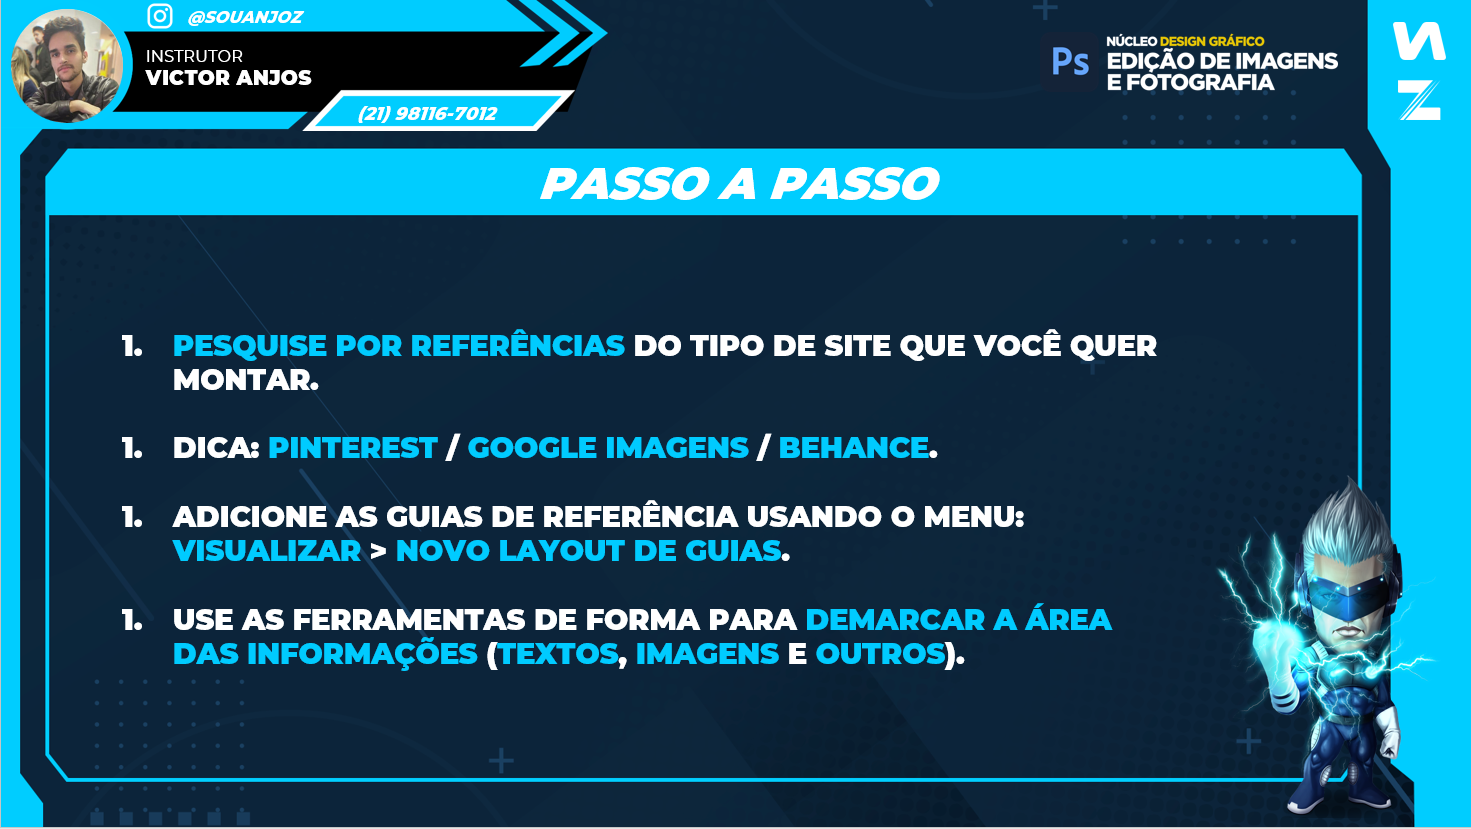 @SOUANJOZ
INSTRUTOR
VICTOR ANJOS
(21) 98116-7012
Ps
NÚCLEO DESIGN GRÁFICO
EDIÇÃO DE IMAGENS
E FOTOGRAFIA
PASSO A PASSO
1. PESQUISE POR REFERÊNCIAS DO TIPO DE SITE QUE VOCÊ QUER
MONTAR.
1. DICA: PINTEREST / GOOGLE IMAGENS / BEHANCE.
1. ADICIONE AS GUIAS DE REFERÊNCIA USANDO O MENU:
VISUALIZAR > NOVO LAYOUT DE GUIAS.
1. USE AS FERRAMENTAS DE FORMA PARA DEMARCAR A ÁREA
DAS INFORMAÇÕES (TEXTOS, IMAGENS E OUTROS).